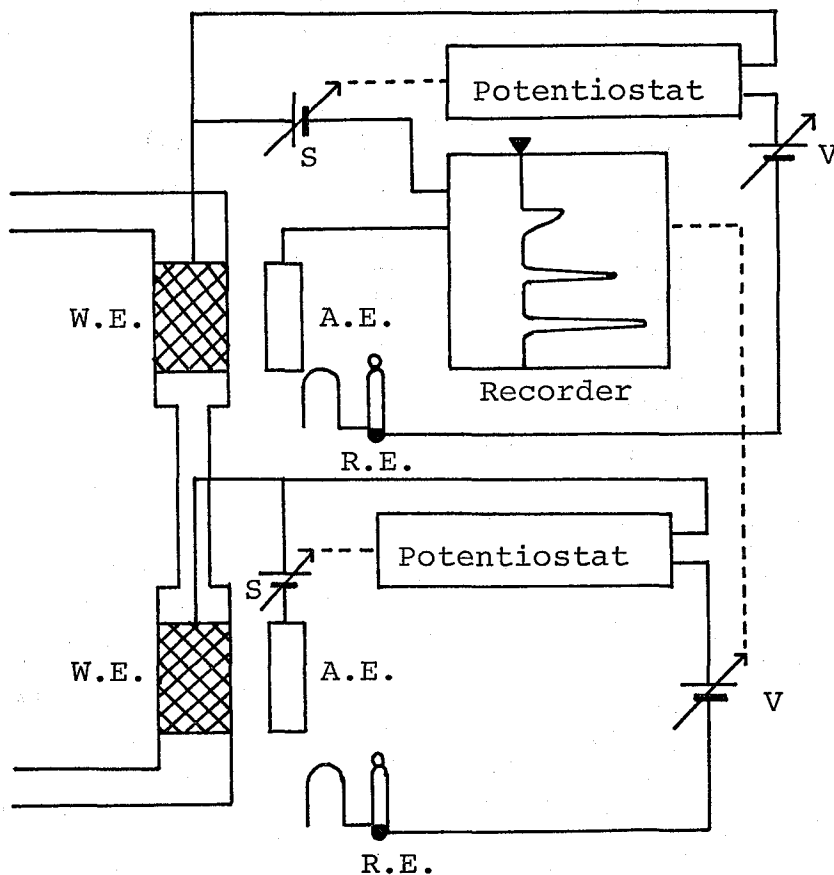 Potentiostat
S
V
W.E.
A.E.
Recorder
R.E.
Potentiostat
S
W.E.
A.E.
V
R.E.